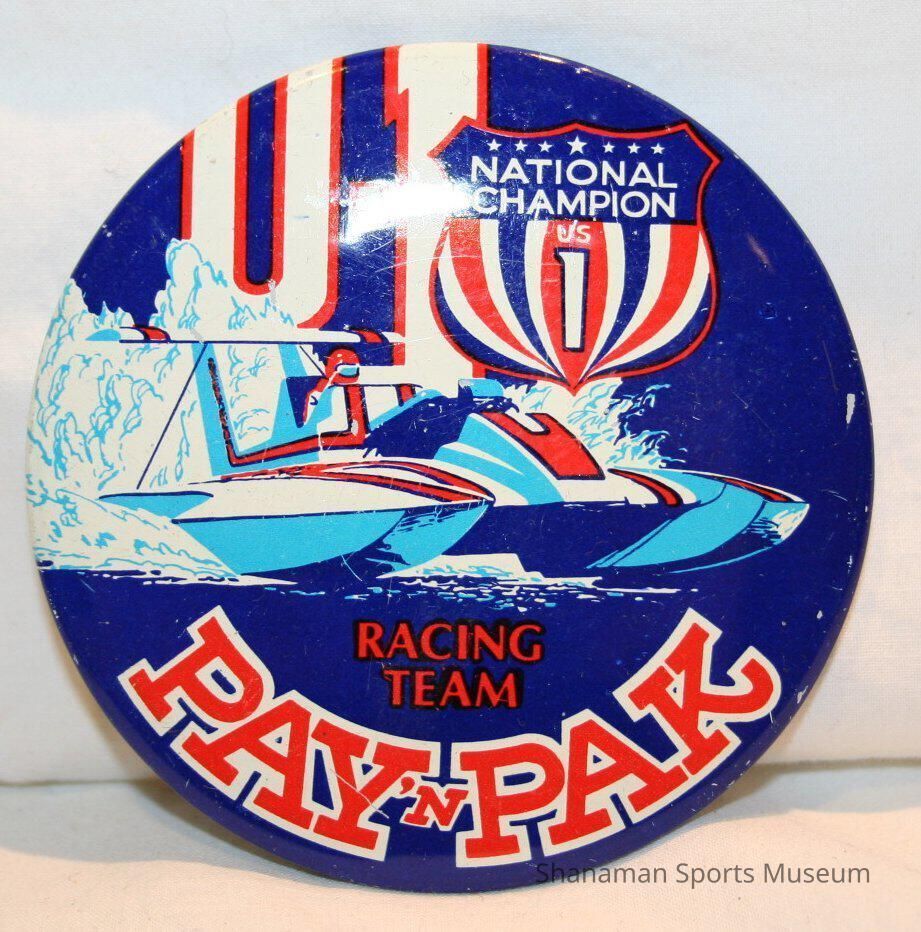 U1
NATIONAL
CHAMPION
US
1
RACING
TEAM
PAY 'N PAK
Shanaman Sports Museum